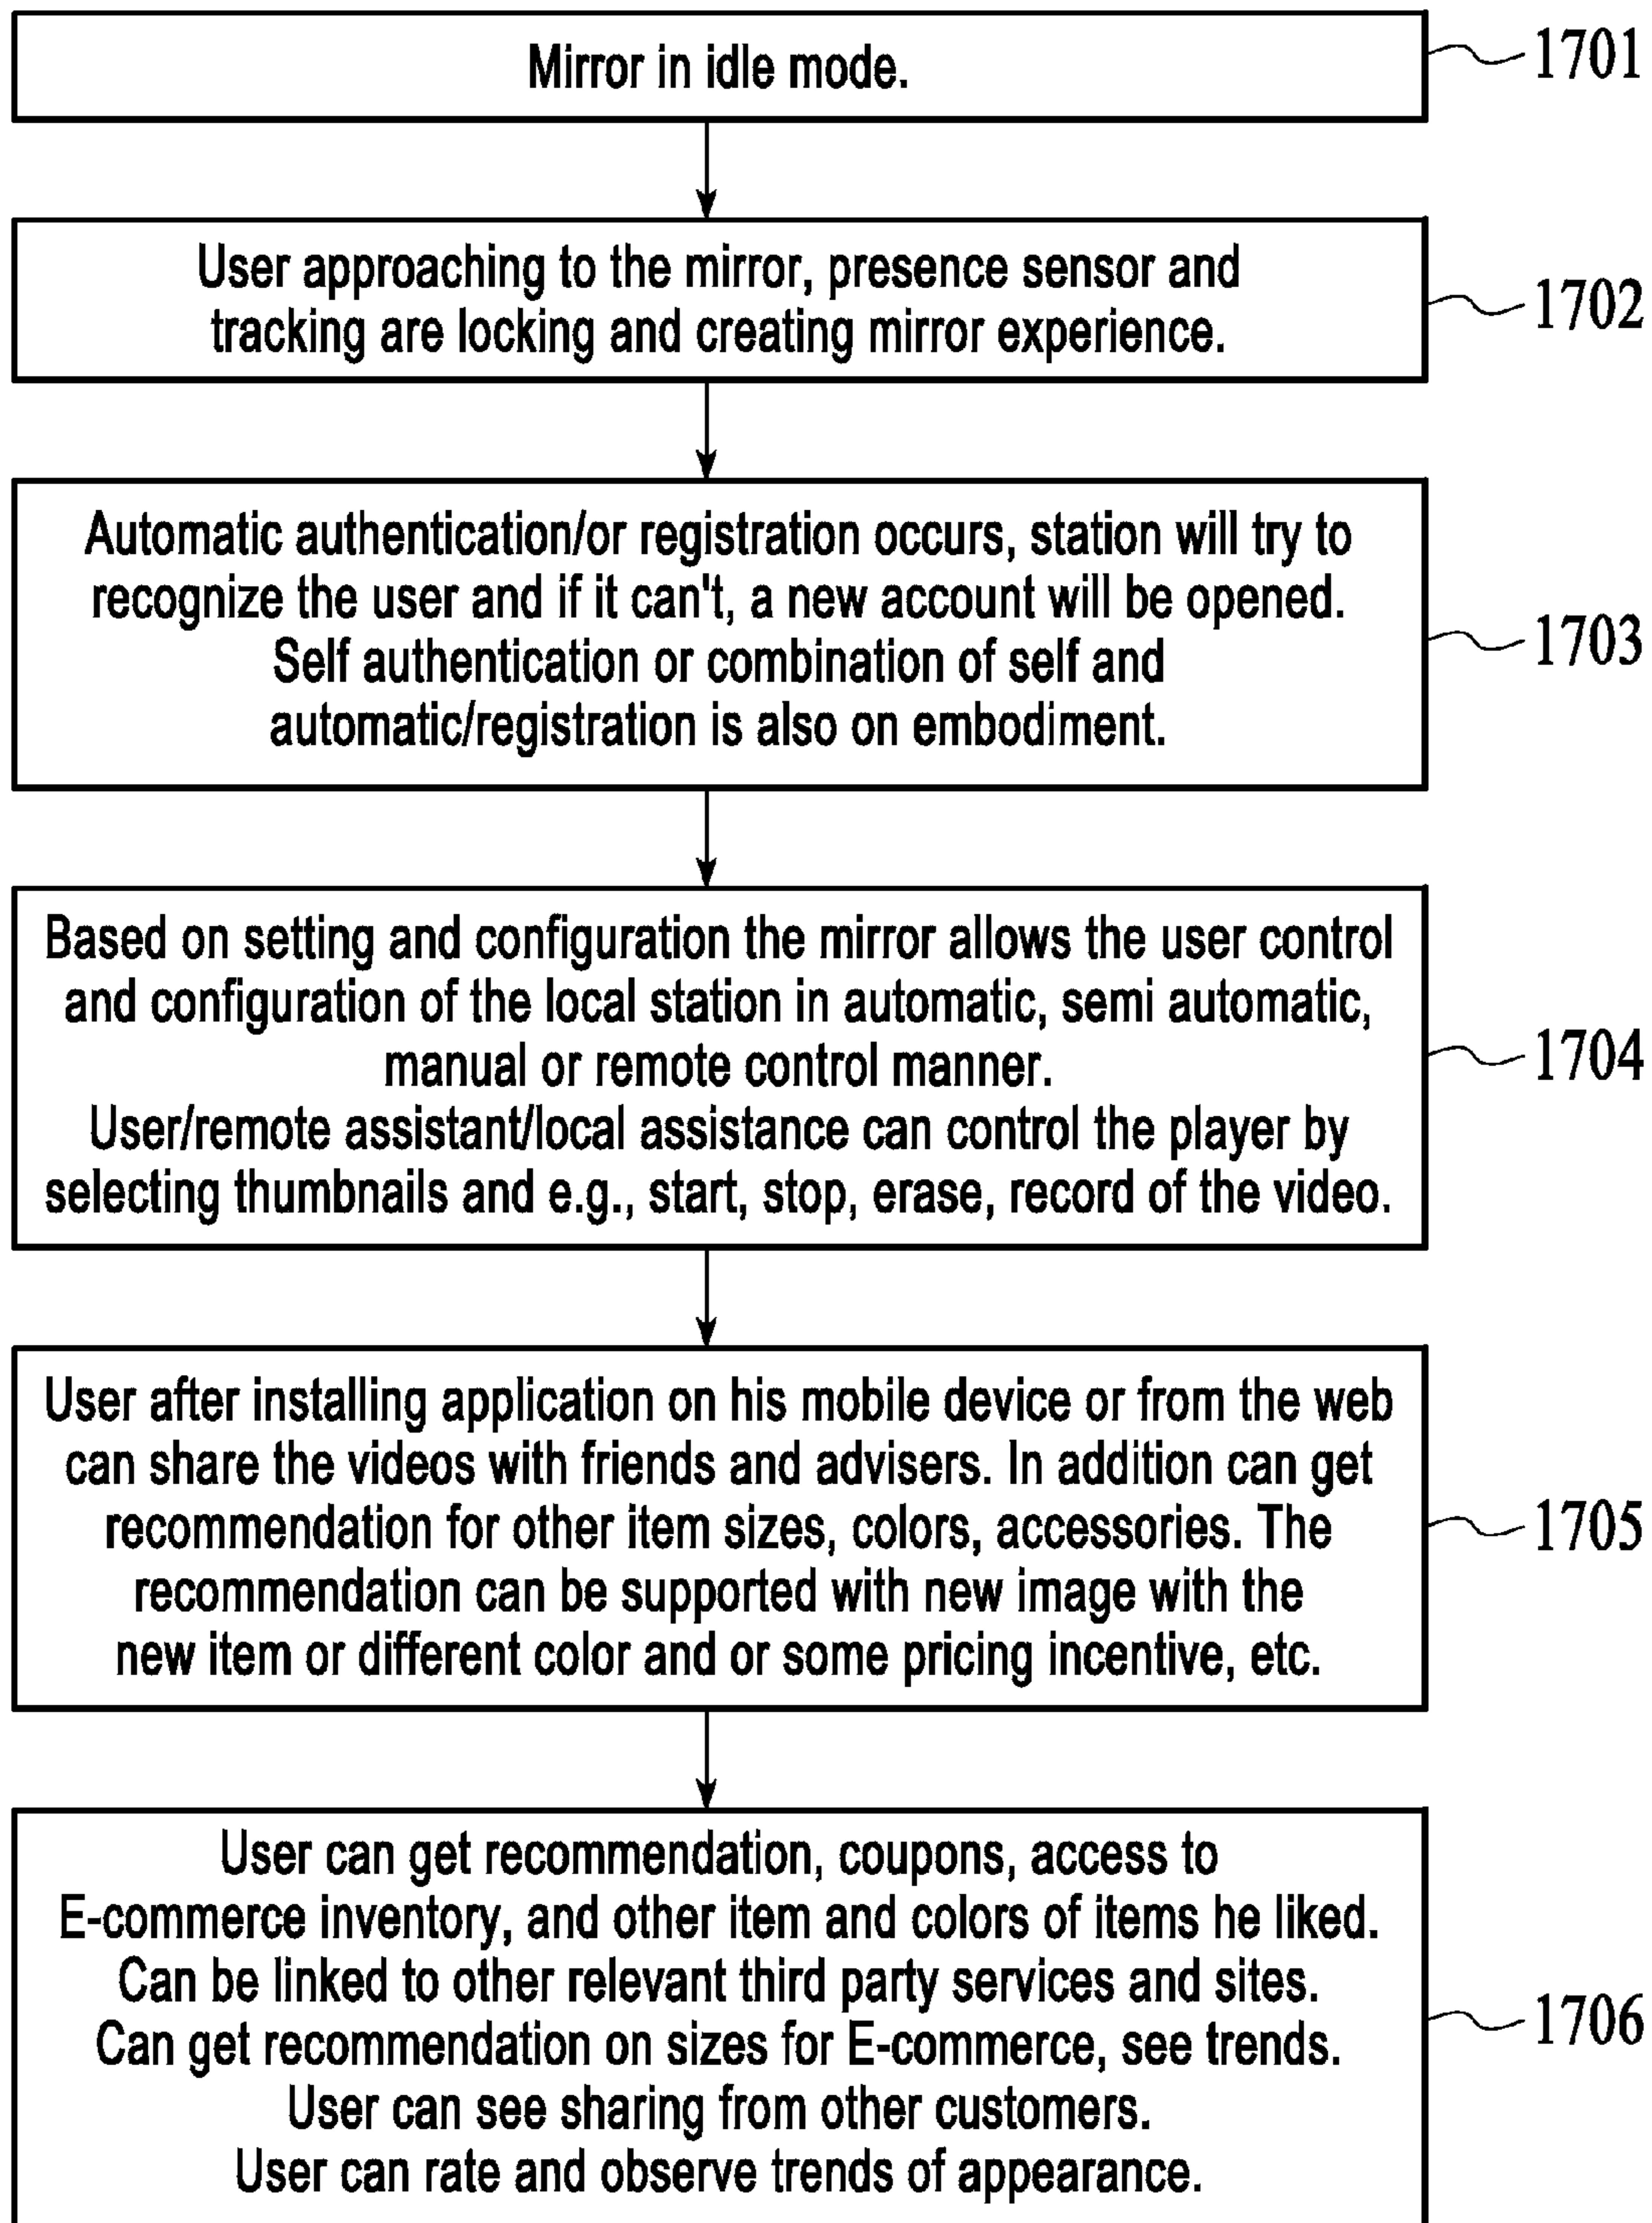 Mirror in idle mode.
1701
User approaching to the mirror, presence sensor and
tracking are locking and creating mirror experience.
1702
Automatic authentication/or registration occurs, station will try to
recognize the user and if it can't, a new account will be opened.
Self authentication or combination of self and
automatic/registration is also on embodiment.
1703
Based on setting and configuration the mirror allows the user control
and configuration of the local station in automatic, semi automatic,
manual or remote control manner.
User/remote assistant/local assistance can control the player by
selecting thumbnails and e.g., start, stop, erase, record of the video.
1704
User after installing application on his mobile device or from the web
can share the videos with friends and advisers. In addition can get
recommendation for other item sizes, colors, accessories. The
recommendation can be supported with new image with the
new item or different color and or some pricing incentive, etc.
1705
User can get recommendation, coupons, access to
E-commerce inventory, and other item and colors of items he liked.
Can be linked to other relevant third party services and sites.
Can get recommendation on sizes for E-commerce, see trends.
User can see sharing from other customers.
User can rate and observe trends of appearance.
1706